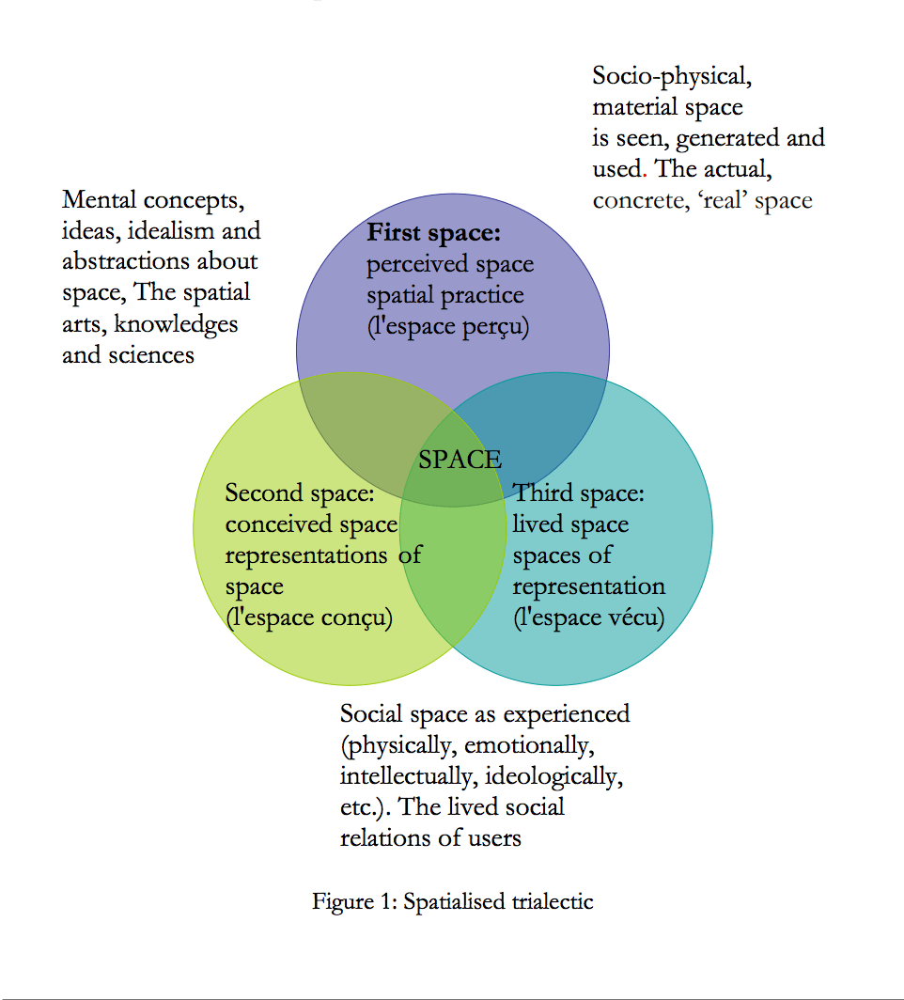 Socio-physical,
material space
is seen, generated and
used. The actual,
concrete, ‘real’ space
Mental concepts,
ideas, idealism and
abstractions about
space, The spatial
arts, knowledges
and sciences
First space:
perceived space
spatial practice
(l'espace perçu)
SPACE
Second space:
conceived space
representations of
space
(l'espace conçu)
Third space:
lived space
spaces of
representation
(l'espace vécu)
Social space as experienced
(physically, emotionally,
intellectually, ideologically,
etc.). The lived social
relations of users
Figure 1: Spatialised trialectic